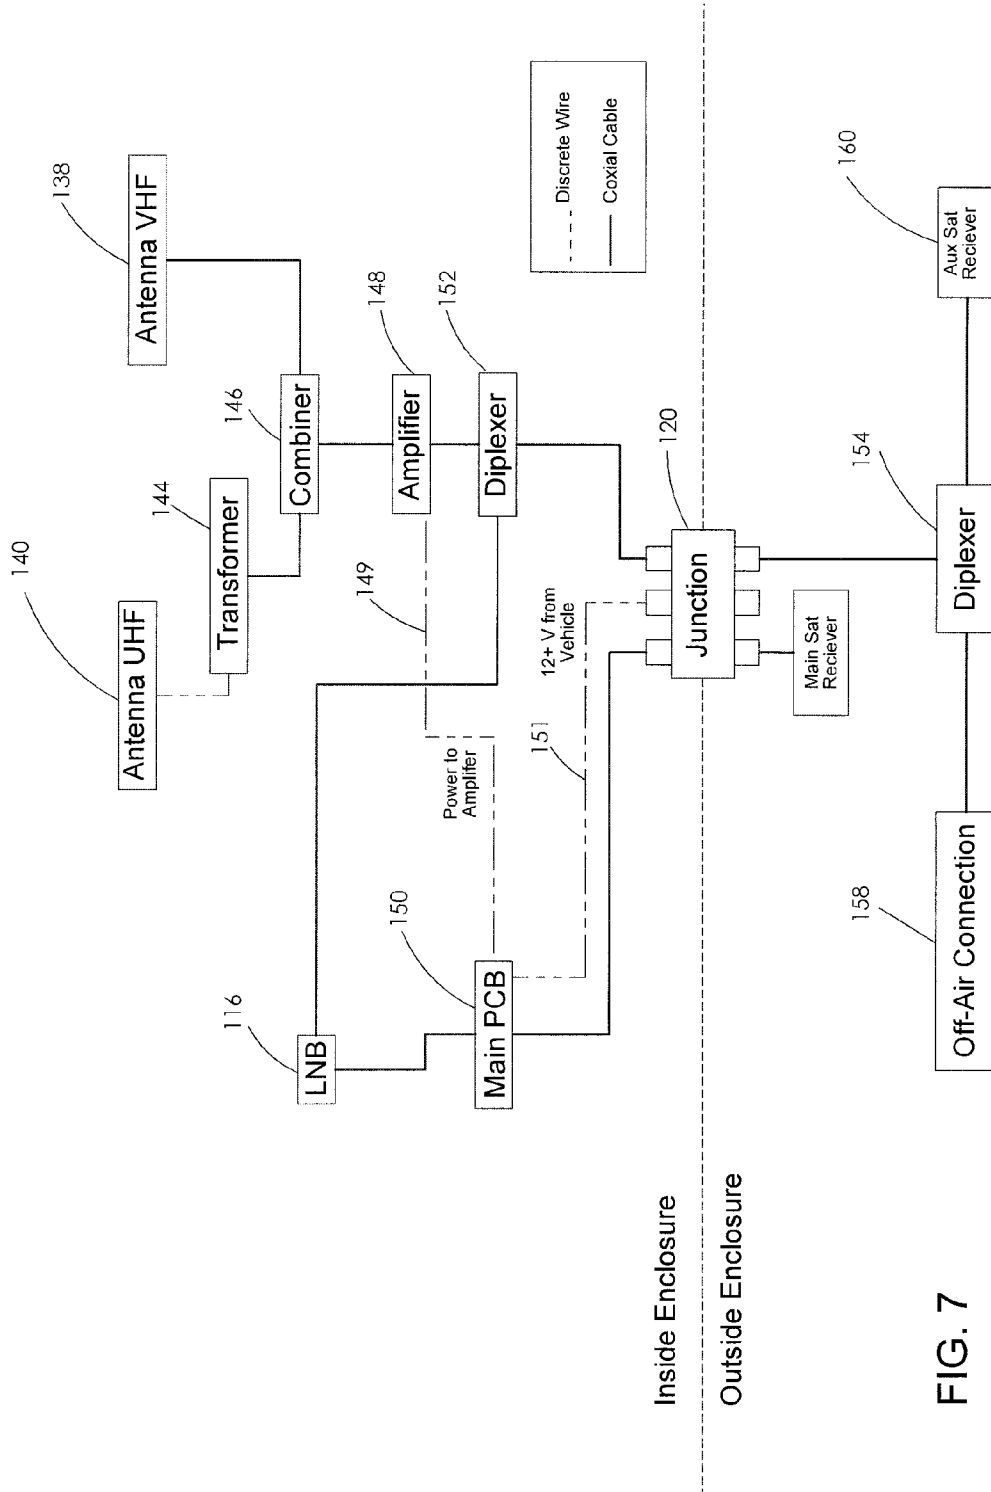 138
Antenna VHF
140
Antenna UHF
144
Transformer
146
Combiner
148
Amplifier
152
Diplexer
149
116
LNB
150
Main PCB
Power to
Amplifer
151
12+ V from
Vehicle
120
Junction
Discrete Wire
Coxial Cable
Inside Enclosure
Outside Enclosure
Main Sat
Reciever
154
Diplexer
158
Off-Air Connection
160
Aux Sat
Reciever
FIG. 7